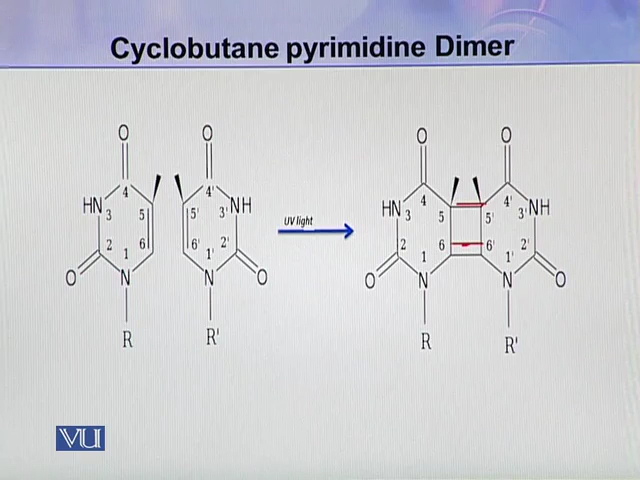 Cyclobutane pyrimidine Dimer
O O O O
4 4' 4 4'
HN 3 5 5' 3' NH HN 3 5 5' 3' NH
UV light
2 1 6 6' 1' 2' 2 1 6 6' 1' 2'
O N N O O N N O
R R' R R'
VU